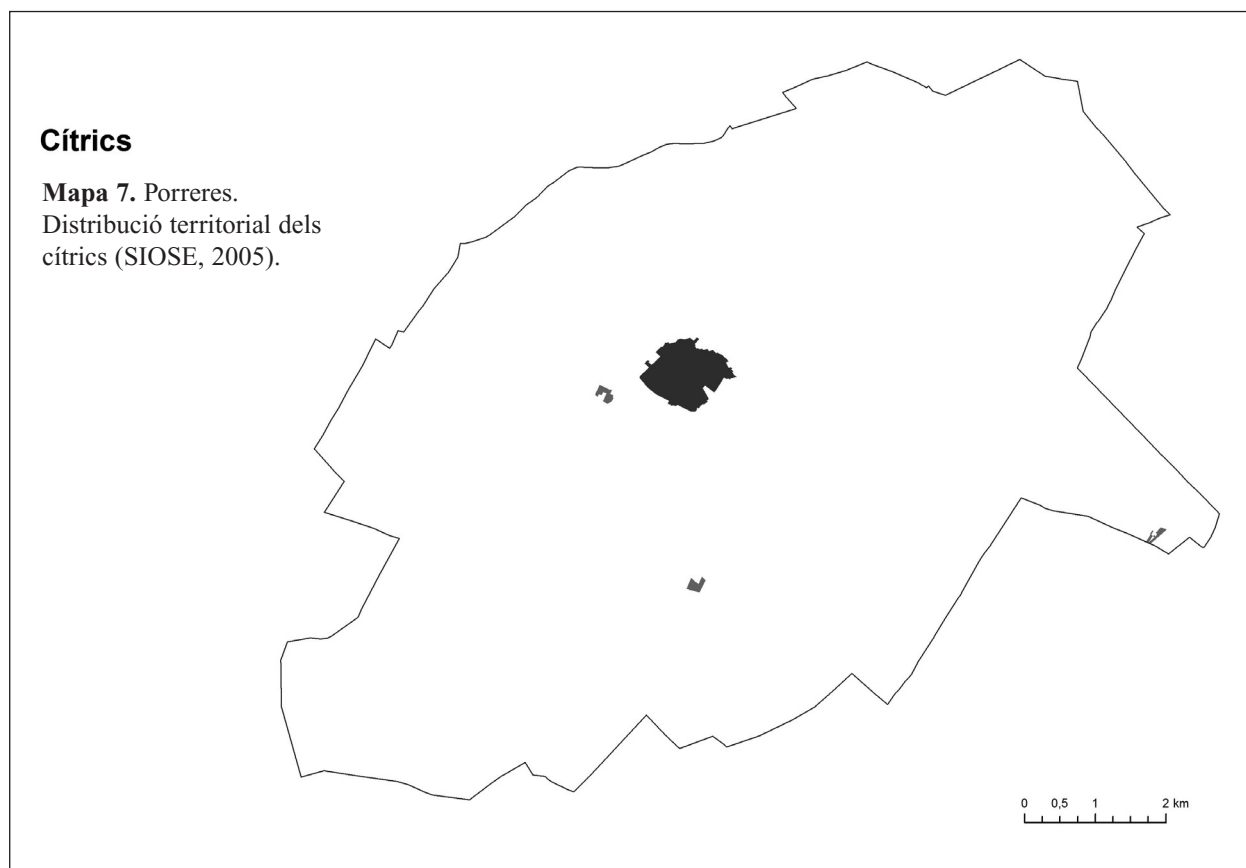 Cítrics
Mapa 7. Porreres.
Distribució territorial dels
cítrics (SIOSE, 2005).
0 0,5 1 2 km